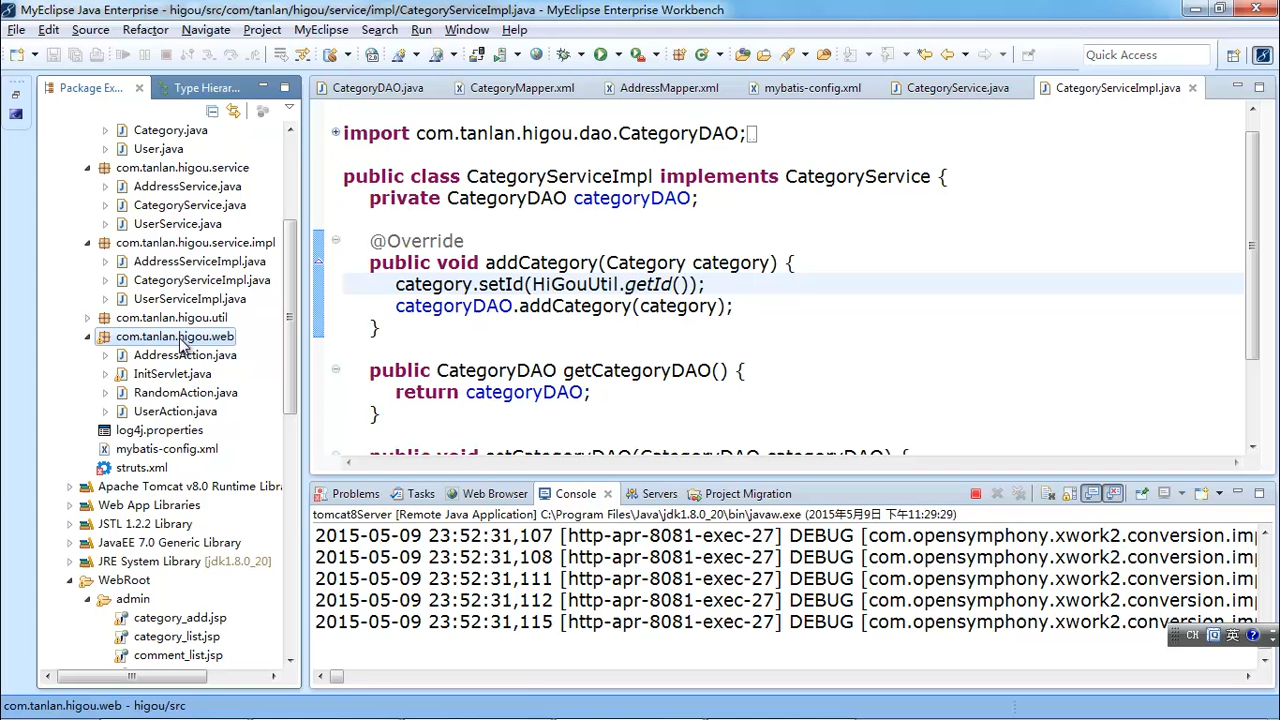 MyEclipse Java Enterprise - higou/src/com/tanlan/higou/service/impl/CategoryServiceImpl.java - MyEclipse Enterprise Workbench
File Edit Source Refactor Navigate Project MyEclipse Search Run Window Help
Quick Access
Package Ex... Type Hierar...
CategoryDAO.java CategoryMapper.xml AddressMapper.xml mybatis-config.xml CategoryService.java CategoryServiceImpl.java
Category.java
User.java
com.tanlan.higou.service
AddressService.java
CategoryService.java
UserService.java
com.tanlan.higou.service.impl
AddressServiceImpl.java
CategoryServiceImpl.java
UserServiceImpl.java
com.tanlan.higou.util
com.tanlan.higou.web
AddressAction.java
InitServlet.java
RandomAction.java
UserAction.java
log4j.properties
mybatis-config.xml
struts.xml
Apache Tomcat v8.0 Runtime Libra
Web App Libraries
JSTL 1.2.2 Library
JavaEE 7.0 Generic Library
JRE System Library [jdk1.8.0_20]
WebRoot
admin
category_add.jsp
category_list.jsp
comment_list.jsp
import com.tanlan.higou.dao.CategoryDAO;
public class CategoryServiceImpl implements CategoryService {
private CategoryDAO categoryDAO;
@Override
public void addCategory(Category category) {
category.setId(HiGouUtil.getId());
categoryDAO.addCategory(category);
}
public CategoryDAO getCategoryDAO() {
return categoryDAO;
}
public void setCategoryDAO(CategoryDAO categoryDAO) {
Problems Tasks Web Browser Console Servers Project Migration
tomcat8Server [Remote Java Application] C:\Program Files\Java\jdk1.8.0_20\bin\javaw.exe (2015年5月9日 下午11:29:29)
2015-05-09 23:52:31,107 [http-apr-8081-exec-27] DEBUG [com.opensymphony.xwork2.conversion.imp
2015-05-09 23:52:31,108 [http-apr-8081-exec-27] DEBUG [com.opensymphony.xwork2.conversion.imp
2015-05-09 23:52:31,111 [http-apr-8081-exec-27] DEBUG [com.opensymphony.xwork2.conversion.imp
2015-05-09 23:52:31,112 [http-apr-8081-exec-27] DEBUG [com.opensymphony.xwork2.conversion.imp
2015-05-09 23:52:31,115 [http-apr-8081-exec-27] DEBUG [com.opensymphony.xwork2.conversion.imp
CH 英
com.tanlan.higou.web - higou/src